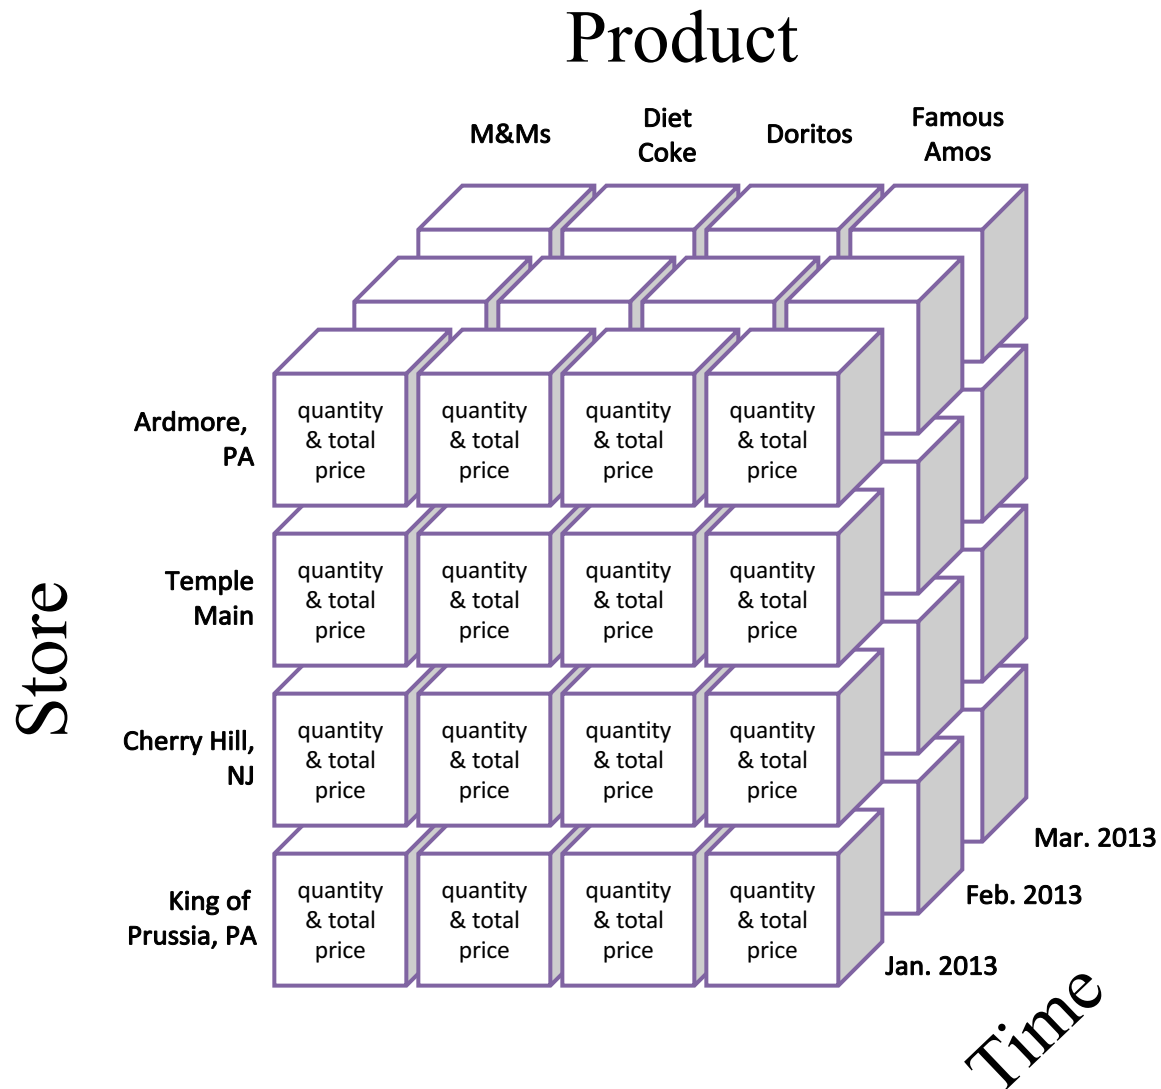 Product
M&Ms
Diet
Coke
Doritos
Famous
Amos
Store
Ardmore,
PA
quantity
& total
price
quantity
& total
price
quantity
& total
price
quantity
& total
price
Temple
Main
quantity
& total
price
quantity
& total
price
quantity
& total
price
quantity
& total
price
Cherry Hill,
NJ
quantity
& total
price
quantity
& total
price
quantity
& total
price
quantity
& total
price
King of
Prussia, PA
quantity
& total
price
quantity
& total
price
quantity
& total
price
quantity
& total
price
Mar. 2013
Feb. 2013
Jan. 2013
Time